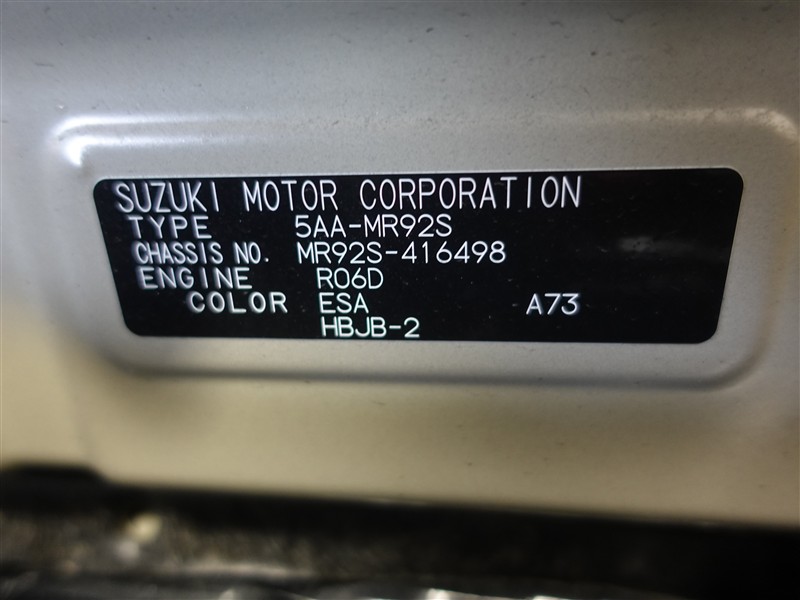 SUZUKI MOTOR CORPORATION
TYPE 5AA-MR92S
CHASSIS NO. MR92S-416498
ENGINE R06D
COLOR ESA A73
HBJB-2